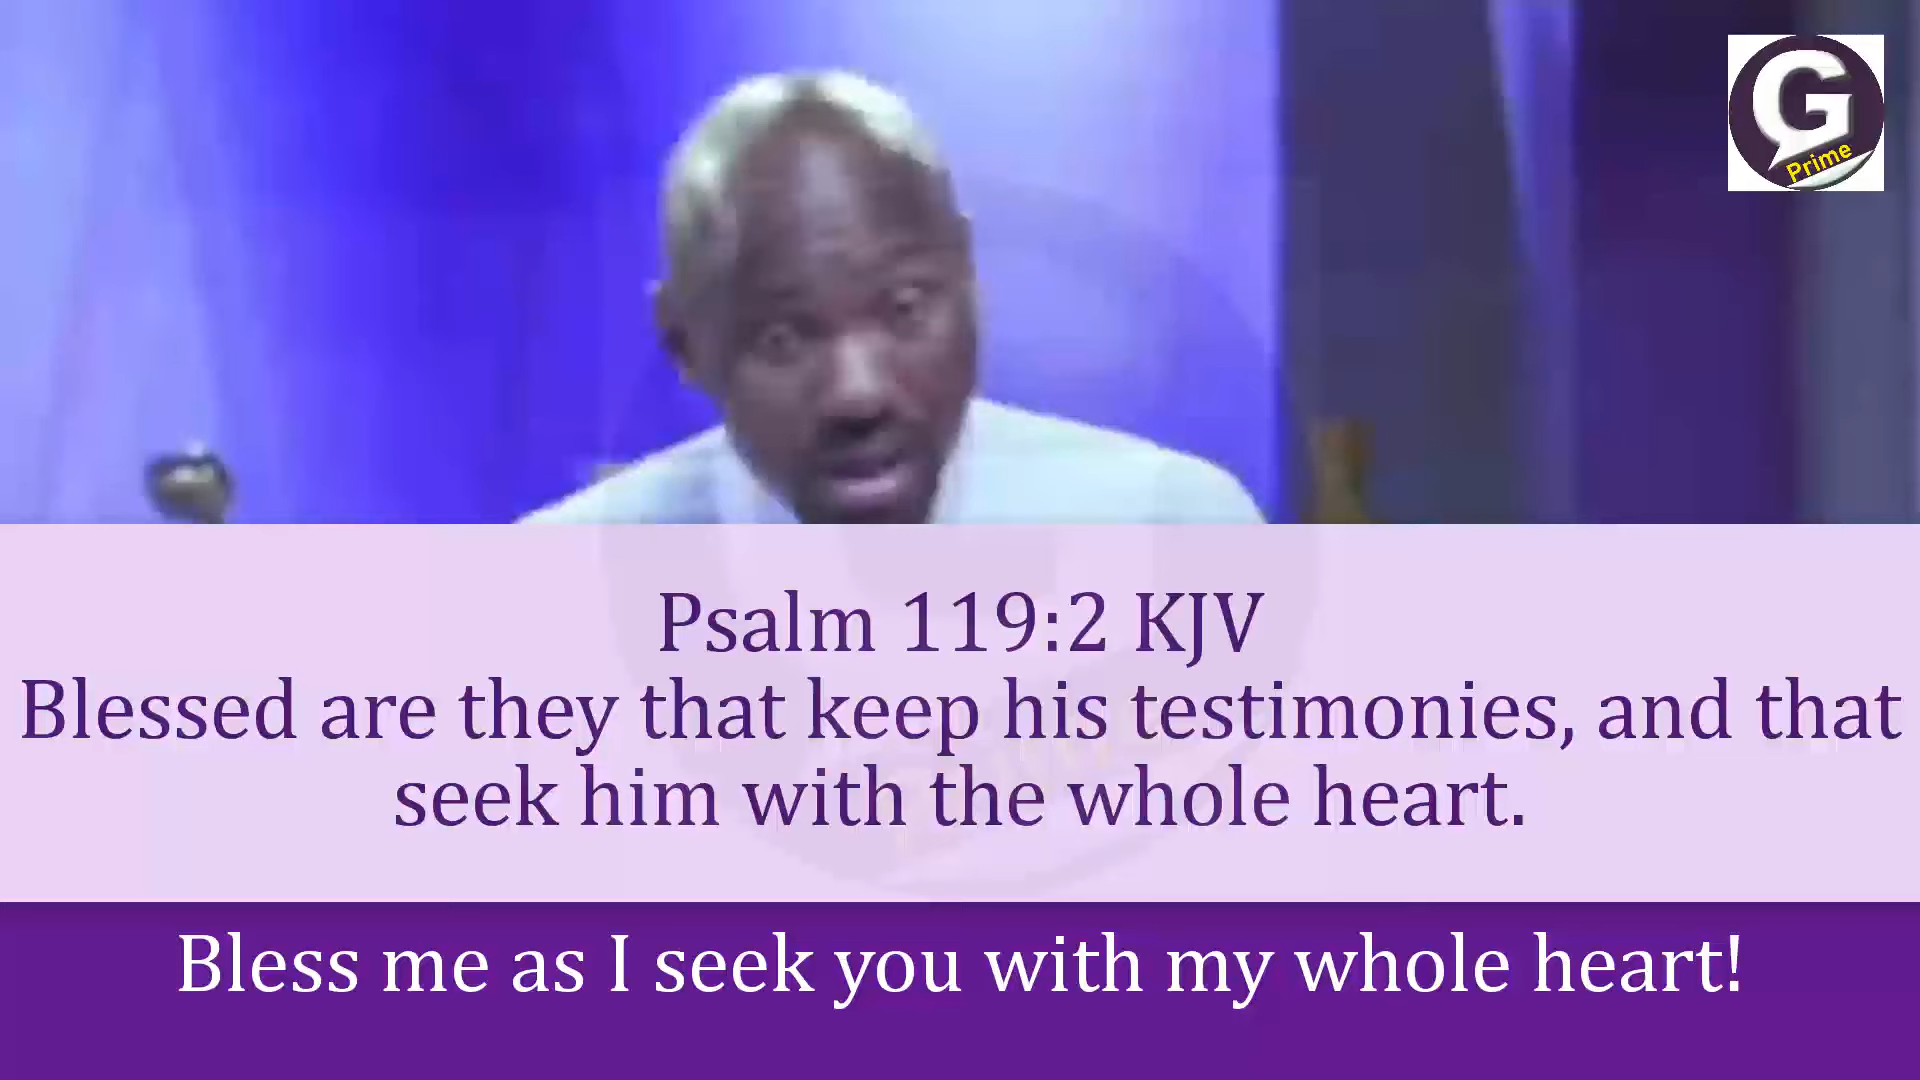 G
Prime
Psalm 119:2 KJV
Blessed are they that keep his testimonies, and that
seek him with the whole heart.
Bless me as I seek you with my whole heart!